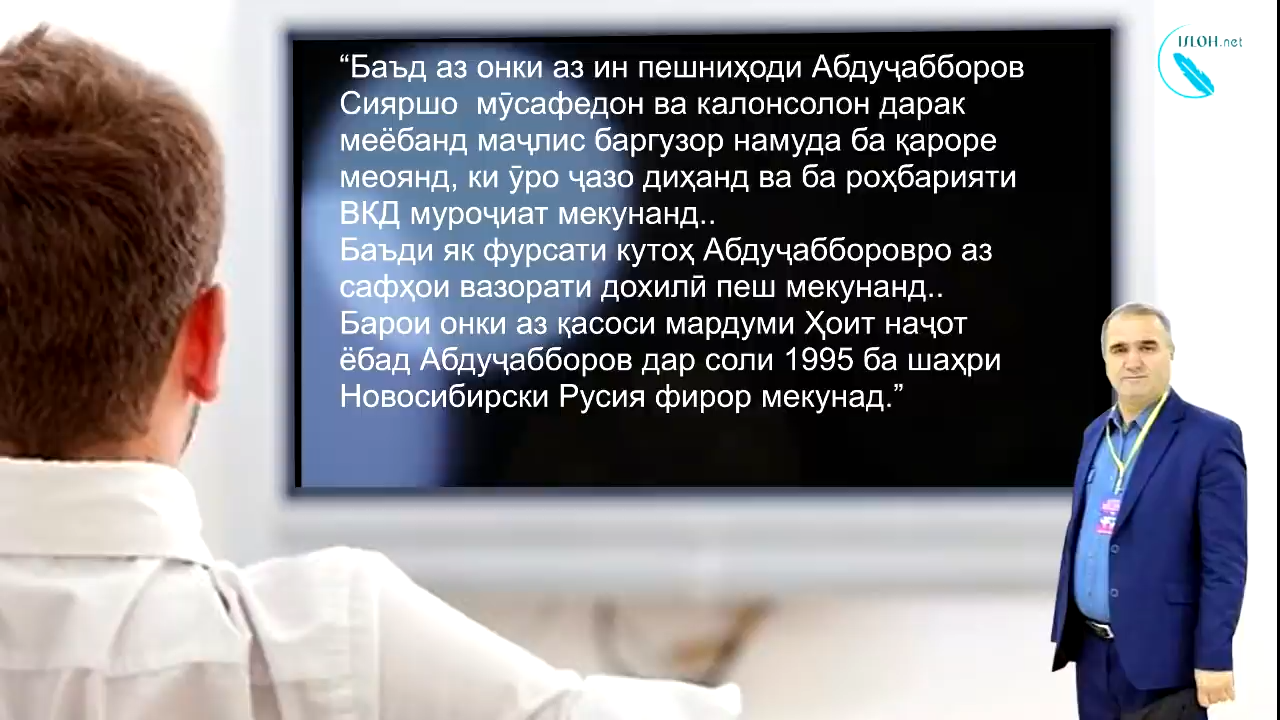 “Баъд аз онки аз ин пешниҳоди Абдуҷабборов
Сияршо мӯсафедон ва калонсолон дарак
меёбанд маҷлис баргузор намуда ба қароре
меоянд, ки ӯро ҷазо диҳанд ва ба роҳбарияти
ВКД муроҷиат мекунанд..
Баъди як фурсати кутоҳ Абдуҷабборовро аз
сафҳои вазорати дохилӣ пеш мекунанд..
Барои онки аз қасоси мардуми Ҳоит наҷот
ёбад Абдуҷабборов дар соли 1995 ба шаҳри
Новосибирски Русия фирор мекунад.”
ISLOH.net